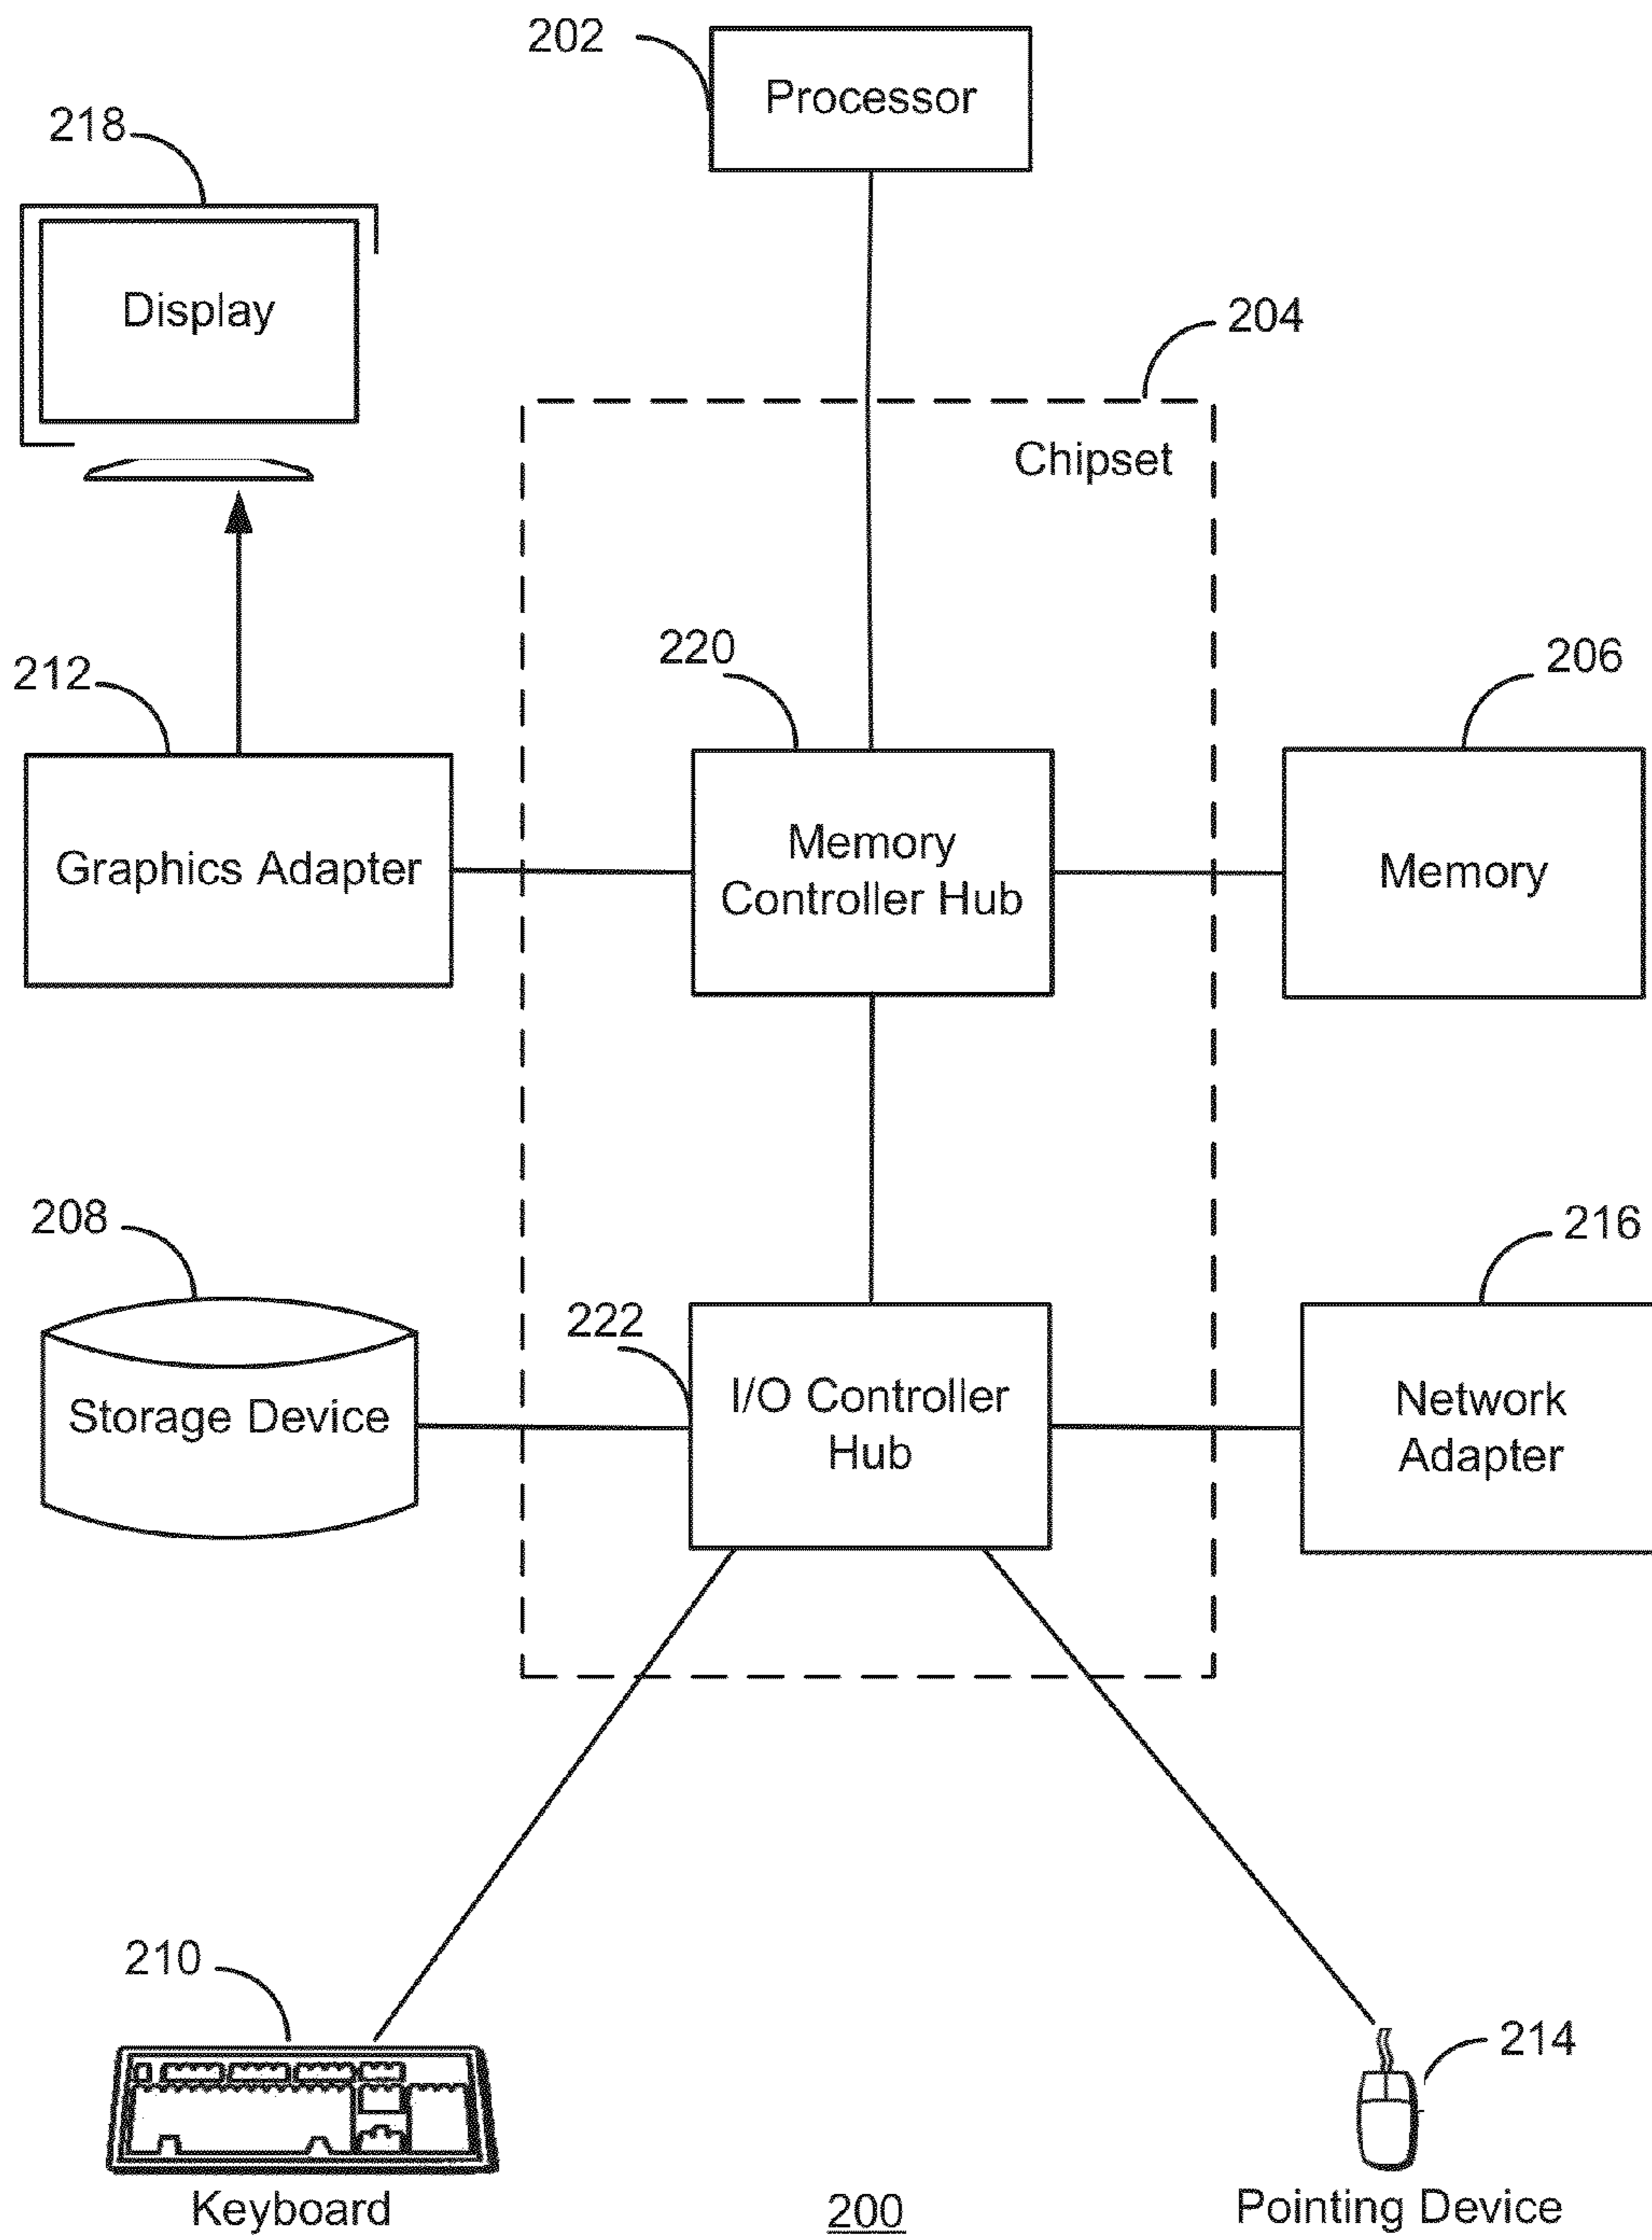 202
Processor
218
Display
204
Chipset
220
206
212
Graphics Adapter
Memory
Controller Hub
Memory
208
216
222
Storage Device
I/O Controller
Hub
Network
Adapter
210
214
Keyboard
200
Pointing Device